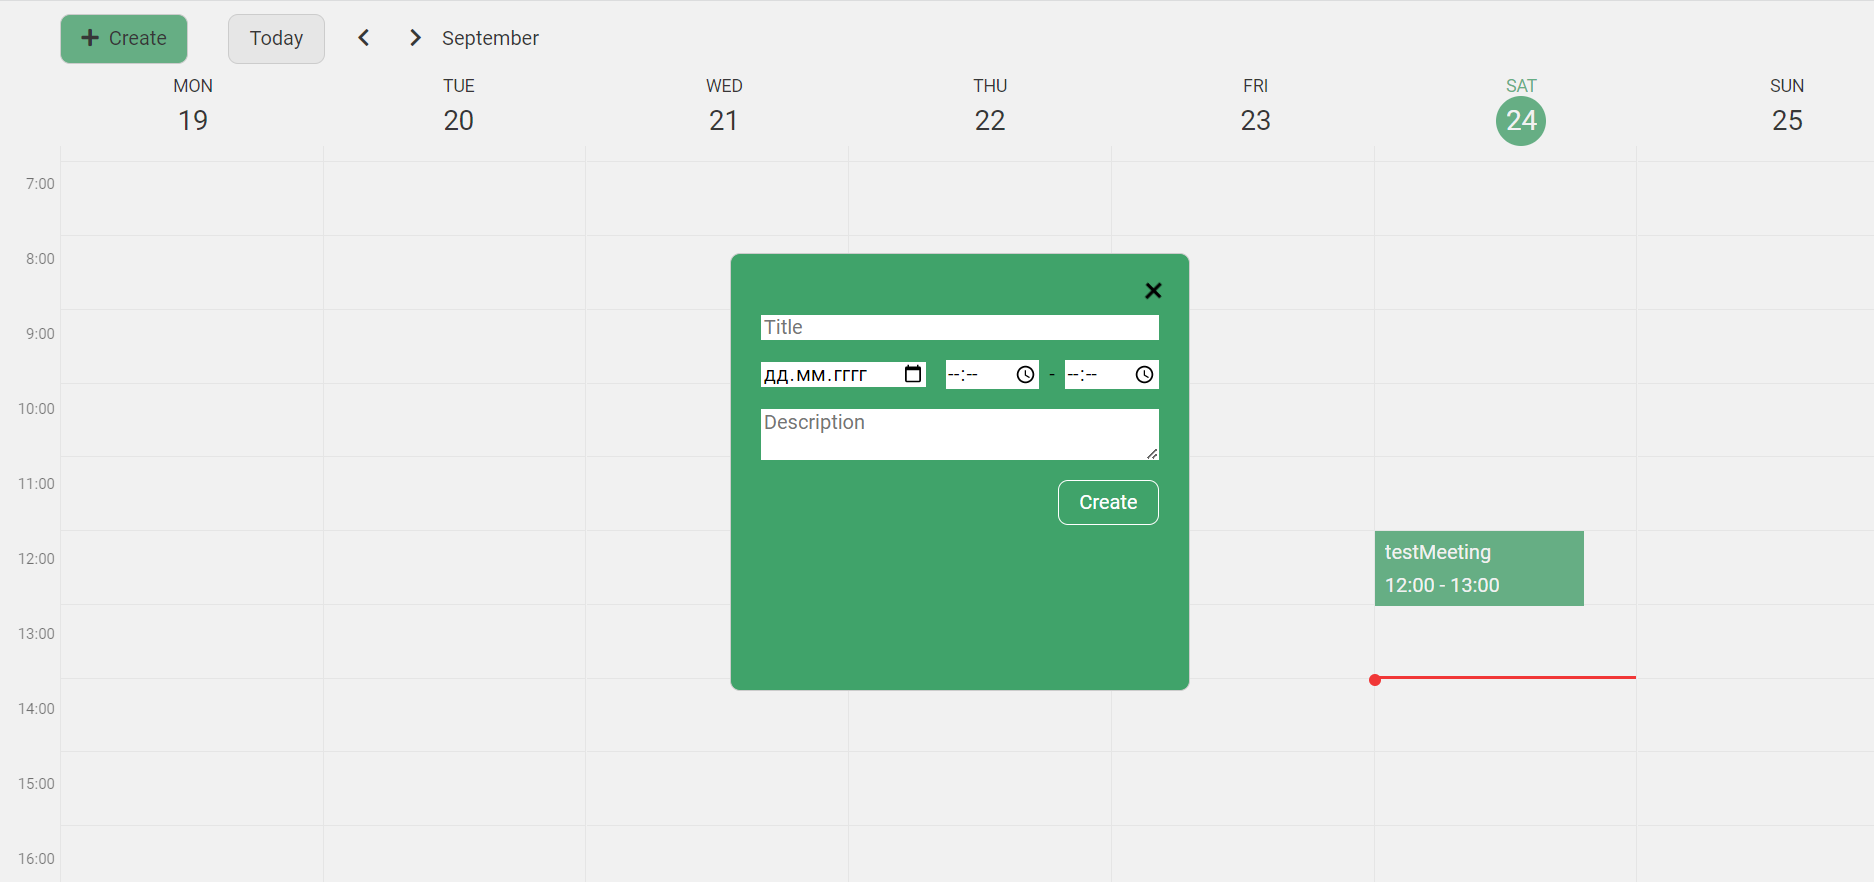 Create
Today
September
MON TUE WED THU FRI SAT SUN
19 20 21 22 23 24 25
7:00
8:00
9:00
10:00
11:00
12:00
13:00
14:00
15:00
16:00
Title
дд.мм.гггг --:-- - --:--
Description
Create
testMeeting
12:00 - 13:00